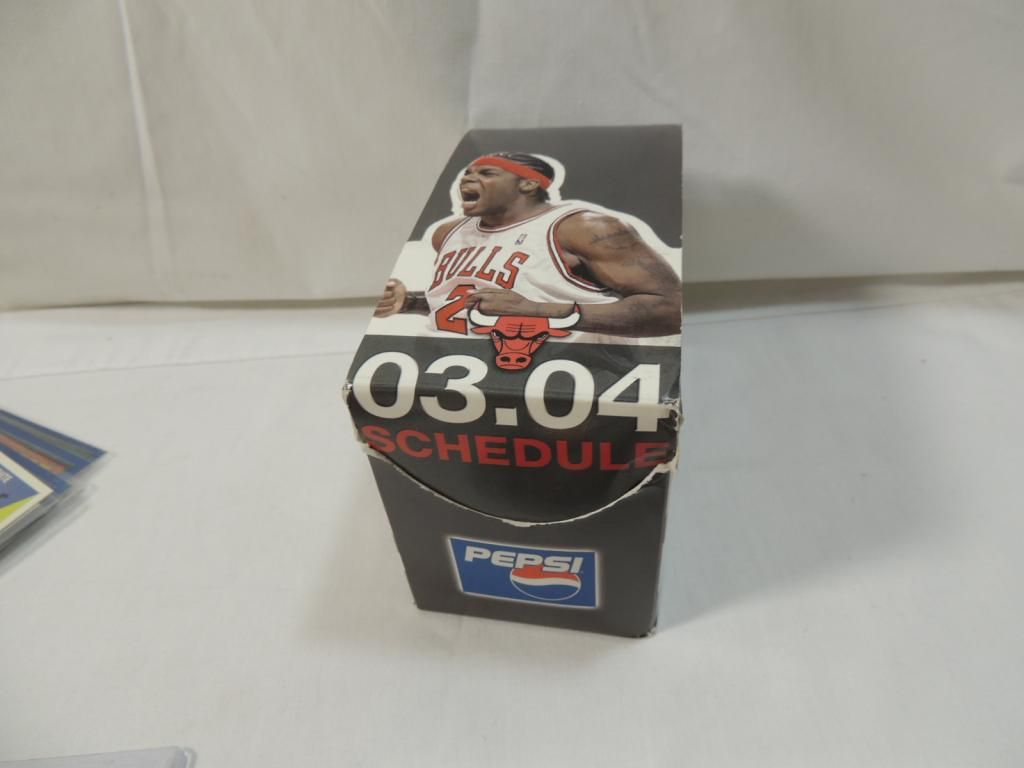 BULLS
2
03.04
SCHEDULE
PEPSI